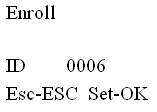 Enroll
ID 0006
Esc-ESC Set-OK